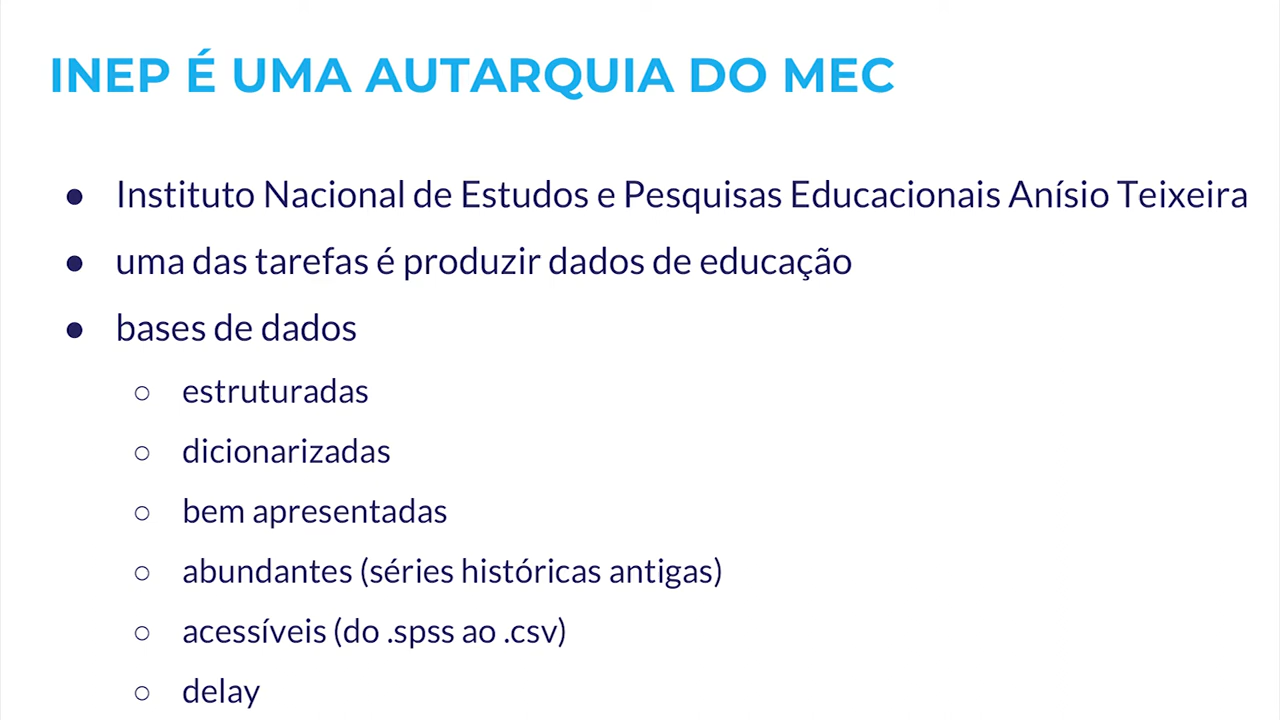 INEP É UMA AUTARQUIA DO MEC
● Instituto Nacional de Estudos e Pesquisas Educacionais Anísio Teixeira
● uma das tarefas é produzir dados de educação
● bases de dados
○ estruturadas
○ dicionarizadas
○ bem apresentadas
○ abundantes (séries históricas antigas)
○ acessíveis (do .spss ao .csv)
○ delay